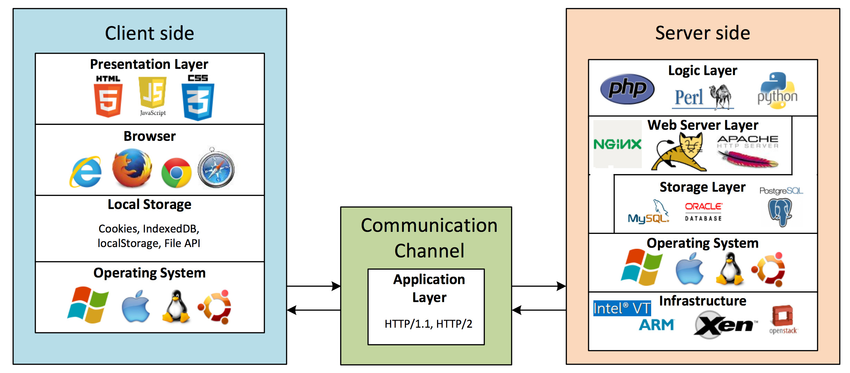 Client side
Presentation Layer
HTML
5
JS
JavaScript
CSS
3
Browser
Local Storage
Cookies, IndexedDB,
localStorage, File API
Operating System
Communication
Channel
Application
Layer
HTTP/1.1, HTTP/2
Server side
Logic Layer
php
Perl
python
Web Server Layer
NGINX
APACHE
HTTP SERVER
Storage Layer
MySQL
ORACLE
DATABASE
PostgreSQL
Operating System
Infrastructure
Intel® VT
ARM
Xen
openstack